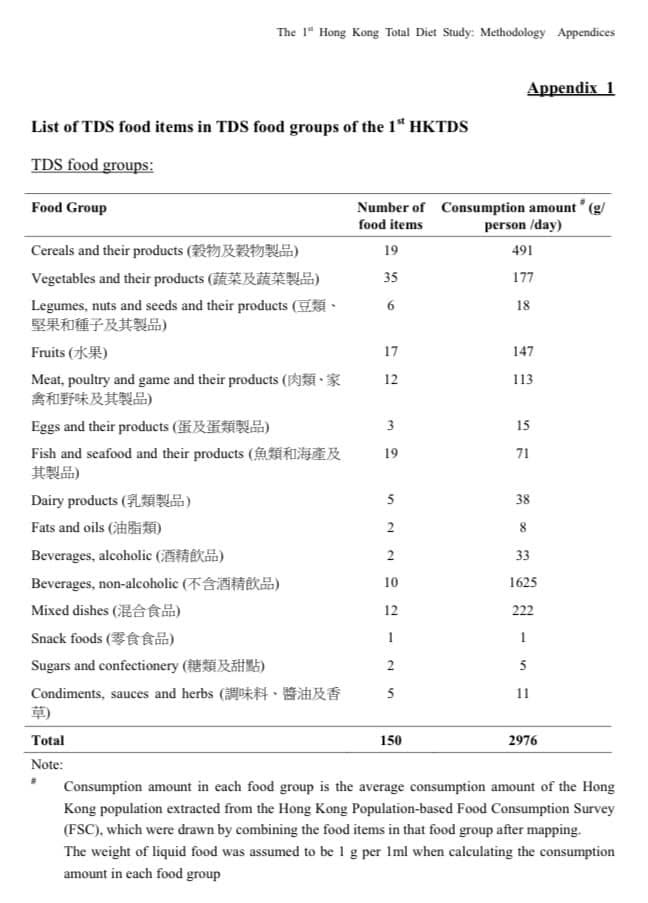 The 1st Hong Kong Total Diet Study: Methodology Appendices
Appendix 1
List of TDS food items in TDS food groups of the 1st HKTDS
TDS food groups:
Food Group Number of food items Consumption amount # (g/ person /day)
Cereals and their products (穀物及穀物製品) 19 491
Vegetables and their products (蔬菜及蔬菜製品) 35 177
Legumes, nuts and seeds and their products (豆類、 6 18
堅果和種子及其製品)
Fruits (水果) 17 147
Meat, poultry and game and their products (肉類、家 12 113
禽和野味及其製品)
Eggs and their products (蛋及蛋類製品) 3 15
Fish and seafood and their products (魚類和海產及 19 71
其製品)
Dairy products (乳類製品) 5 38
Fats and oils (油脂類) 2 8
Beverages, alcoholic (酒精飲品) 2 33
Beverages, non-alcoholic (不含酒精飲品) 10 1625
Mixed dishes (混合食品) 12 222
Snack foods (零食食品) 1 1
Sugars and confectionery (糖類及甜點) 2 5
Condiments, sauces and herbs (調味料、醬油及香 5 11
草)
Total 150 2976
Note:
# Consumption amount in each food group is the average consumption amount of the Hong
Kong population extracted from the Hong Kong Population-based Food Consumption Survey
(FSC), which were drawn by combining the food items in that food group after mapping.
The weight of liquid food was assumed to be 1 g per 1ml when calculating the consumption
amount in each food group